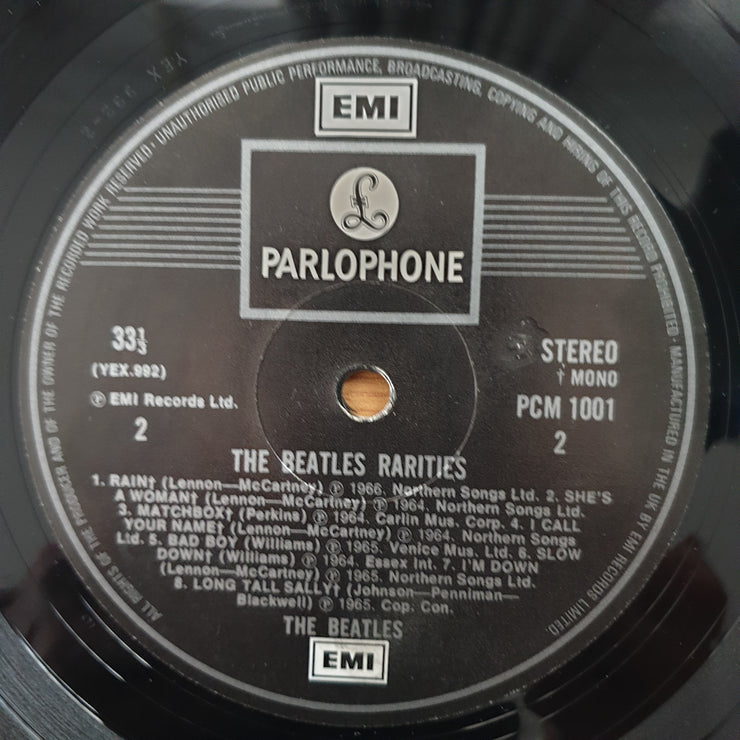 YEX 992-2
ALL RIGHTS OF THE PRODUCER AND OF THE OWNER OF THE RECORDED WORK RESERVED · UNAUTHORISED PUBLIC PERFORMANCE, BROADCASTING, COPYING AND HIRING OF THIS RECORD PROHIBITED · MANUFACTURED IN THE UK BY EMI RECORDS LIMITED.
EMI
£
PARLOPHONE
33⅓
(YEX.992)
Ⓟ EMI Records Ltd.
2
STEREO
† MONO
PCM 1001
2
THE BEATLES RARITIES
1. RAIN† (Lennon—McCartney) Ⓟ 1966. Northern Songs Ltd. 2. SHE'S
A WOMAN† (Lennon—McCartney) Ⓟ 1964. Northern Songs Ltd.
3. MATCHBOX† (Perkins) Ⓟ 1964. Carlin Mus. Corp. 4. I CALL
YOUR NAME† (Lennon—McCartney) Ⓟ 1964. Northern Songs
Ltd. 5. BAD BOY (Williams) Ⓟ 1965. Venice Mus. Ltd. 6. SLOW
DOWN† (Williams) Ⓟ 1964. Essex Int. 7. I'M DOWN
(Lennon—McCartney) Ⓟ 1965. Northern Songs Ltd.
8. LONG TALL SALLY† (Johnson—Penniman—
Blackwell) Ⓟ 1965. Cop. Con.
THE BEATLES
EMI